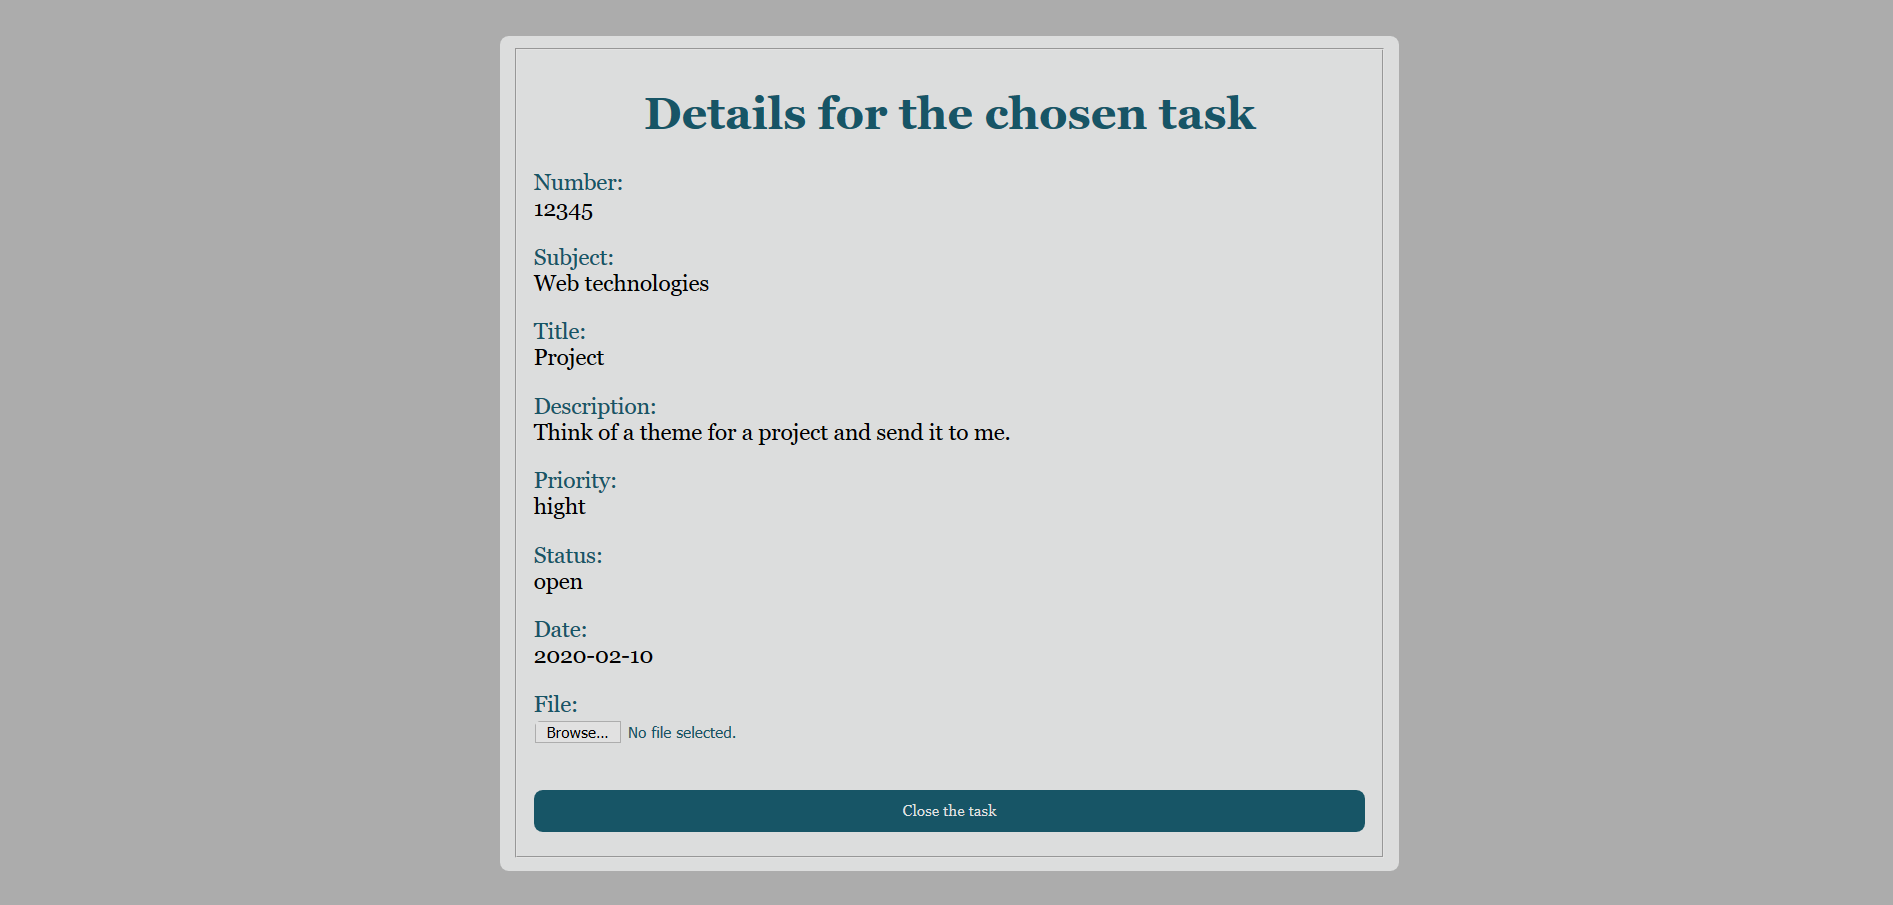 Details for the chosen task
Number:
12345
Subject:
Web technologies
Title:
Project
Description:
Think of a theme for a project and send it to me.
Priority:
hight
Status:
open
Date:
2020-02-10
File:
Browse... No file selected.
Close the task